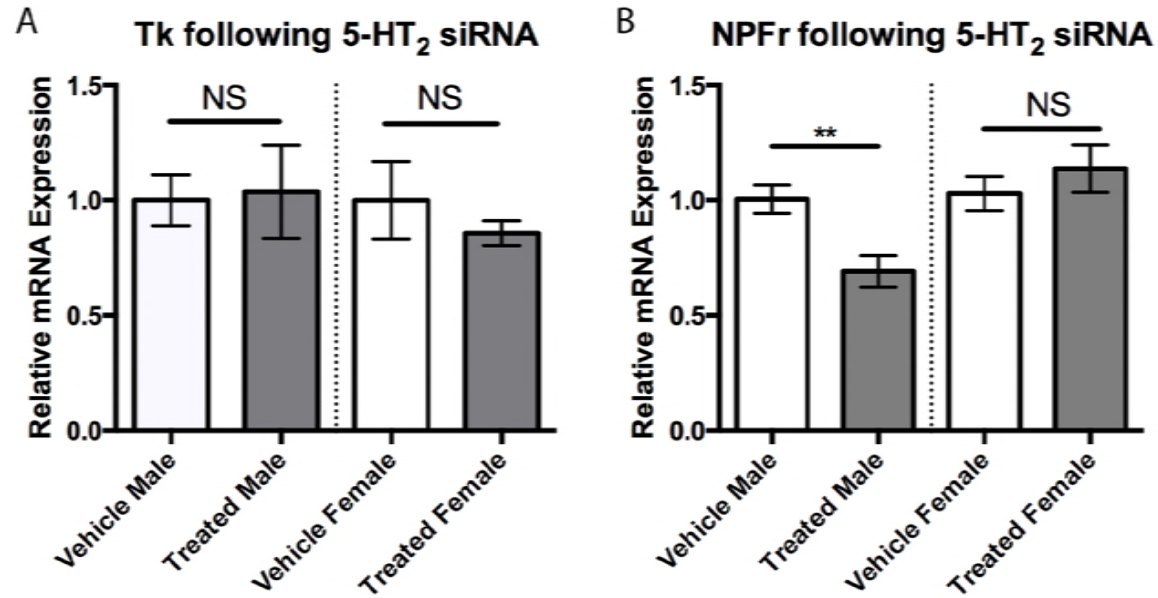 A
Tk following 5-HT2 siRNA
Relative mRNA Expression
1.5
1.0
0.5
0.0
NS
NS
Vehicle Male
Treated Male
Vehicle Female
Treated Female
B
NPFr following 5-HT2 siRNA
Relative mRNA Expression
1.5
1.0
0.5
0.0
**
NS
Vehicle Male
Treated Male
Vehicle Female
Treated Female